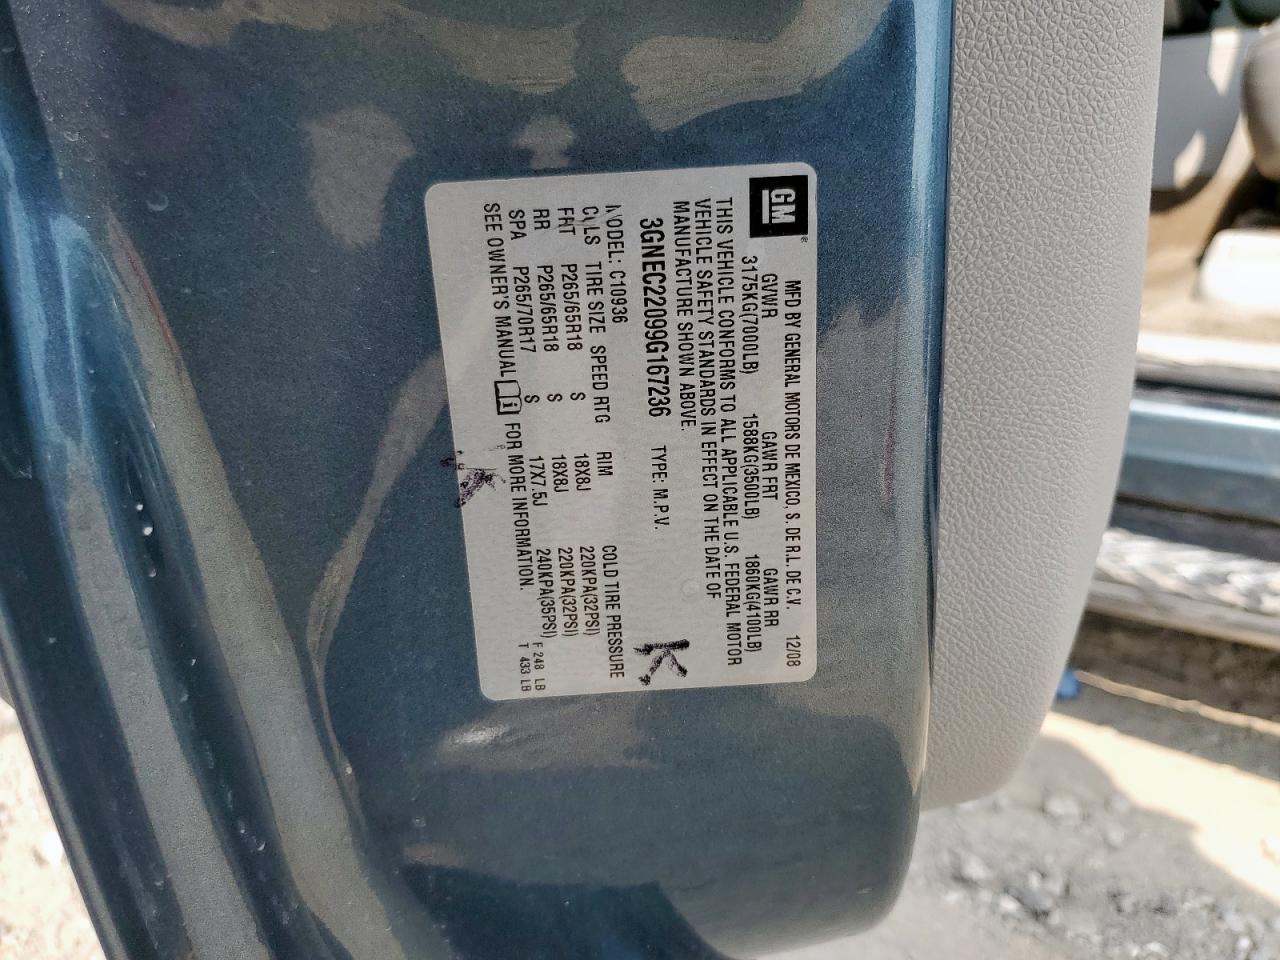 GM
®
MFD BY GENERAL MOTORS DE MEXICO, S. DE R.L. DE C.V. 12/08
GVWR GAWR FRT GAWR RR
3175KG(7000LB) 1588KG(3500LB) 1860KG(4100LB)
THIS VEHICLE CONFORMS TO ALL APPLICABLE U.S. FEDERAL MOTOR
VEHICLE SAFETY STANDARDS IN EFFECT ON THE DATE OF
MANUFACTURE SHOWN ABOVE.
3GNEC22099G167236 TYPE: M.P.V.
K
MODEL: C10936
TIRE SIZE SPEED RTG RIM COLD TIRE PRESSURE
FRT P265/65R18 S 18X8J 220KPA(32PSI)
RR P265/65R18 S 18X8J 220KPA(32PSI)
SPA P265/70R17 S 17X7.5J 240KPA(35PSI)
SEE OWNER'S MANUAL i FOR MORE INFORMATION.
F 248 LB
T 433 LB
K